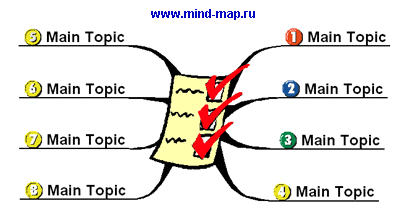 www.mind-map.ru
5 Main Topic
1 Main Topic
6 Main Topic
2 Main Topic
7 Main Topic
3 Main Topic
8 Main Topic
4 Main Topic